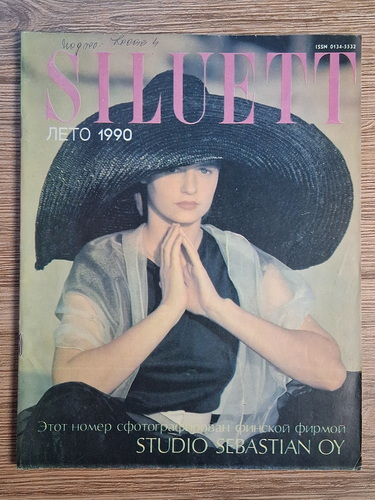 ISSN 0134-5532
SILUETT
ЛЕТО 1990
Этот номер сфотографирован финской фирмой
STUDIO SEBASTIAN OY